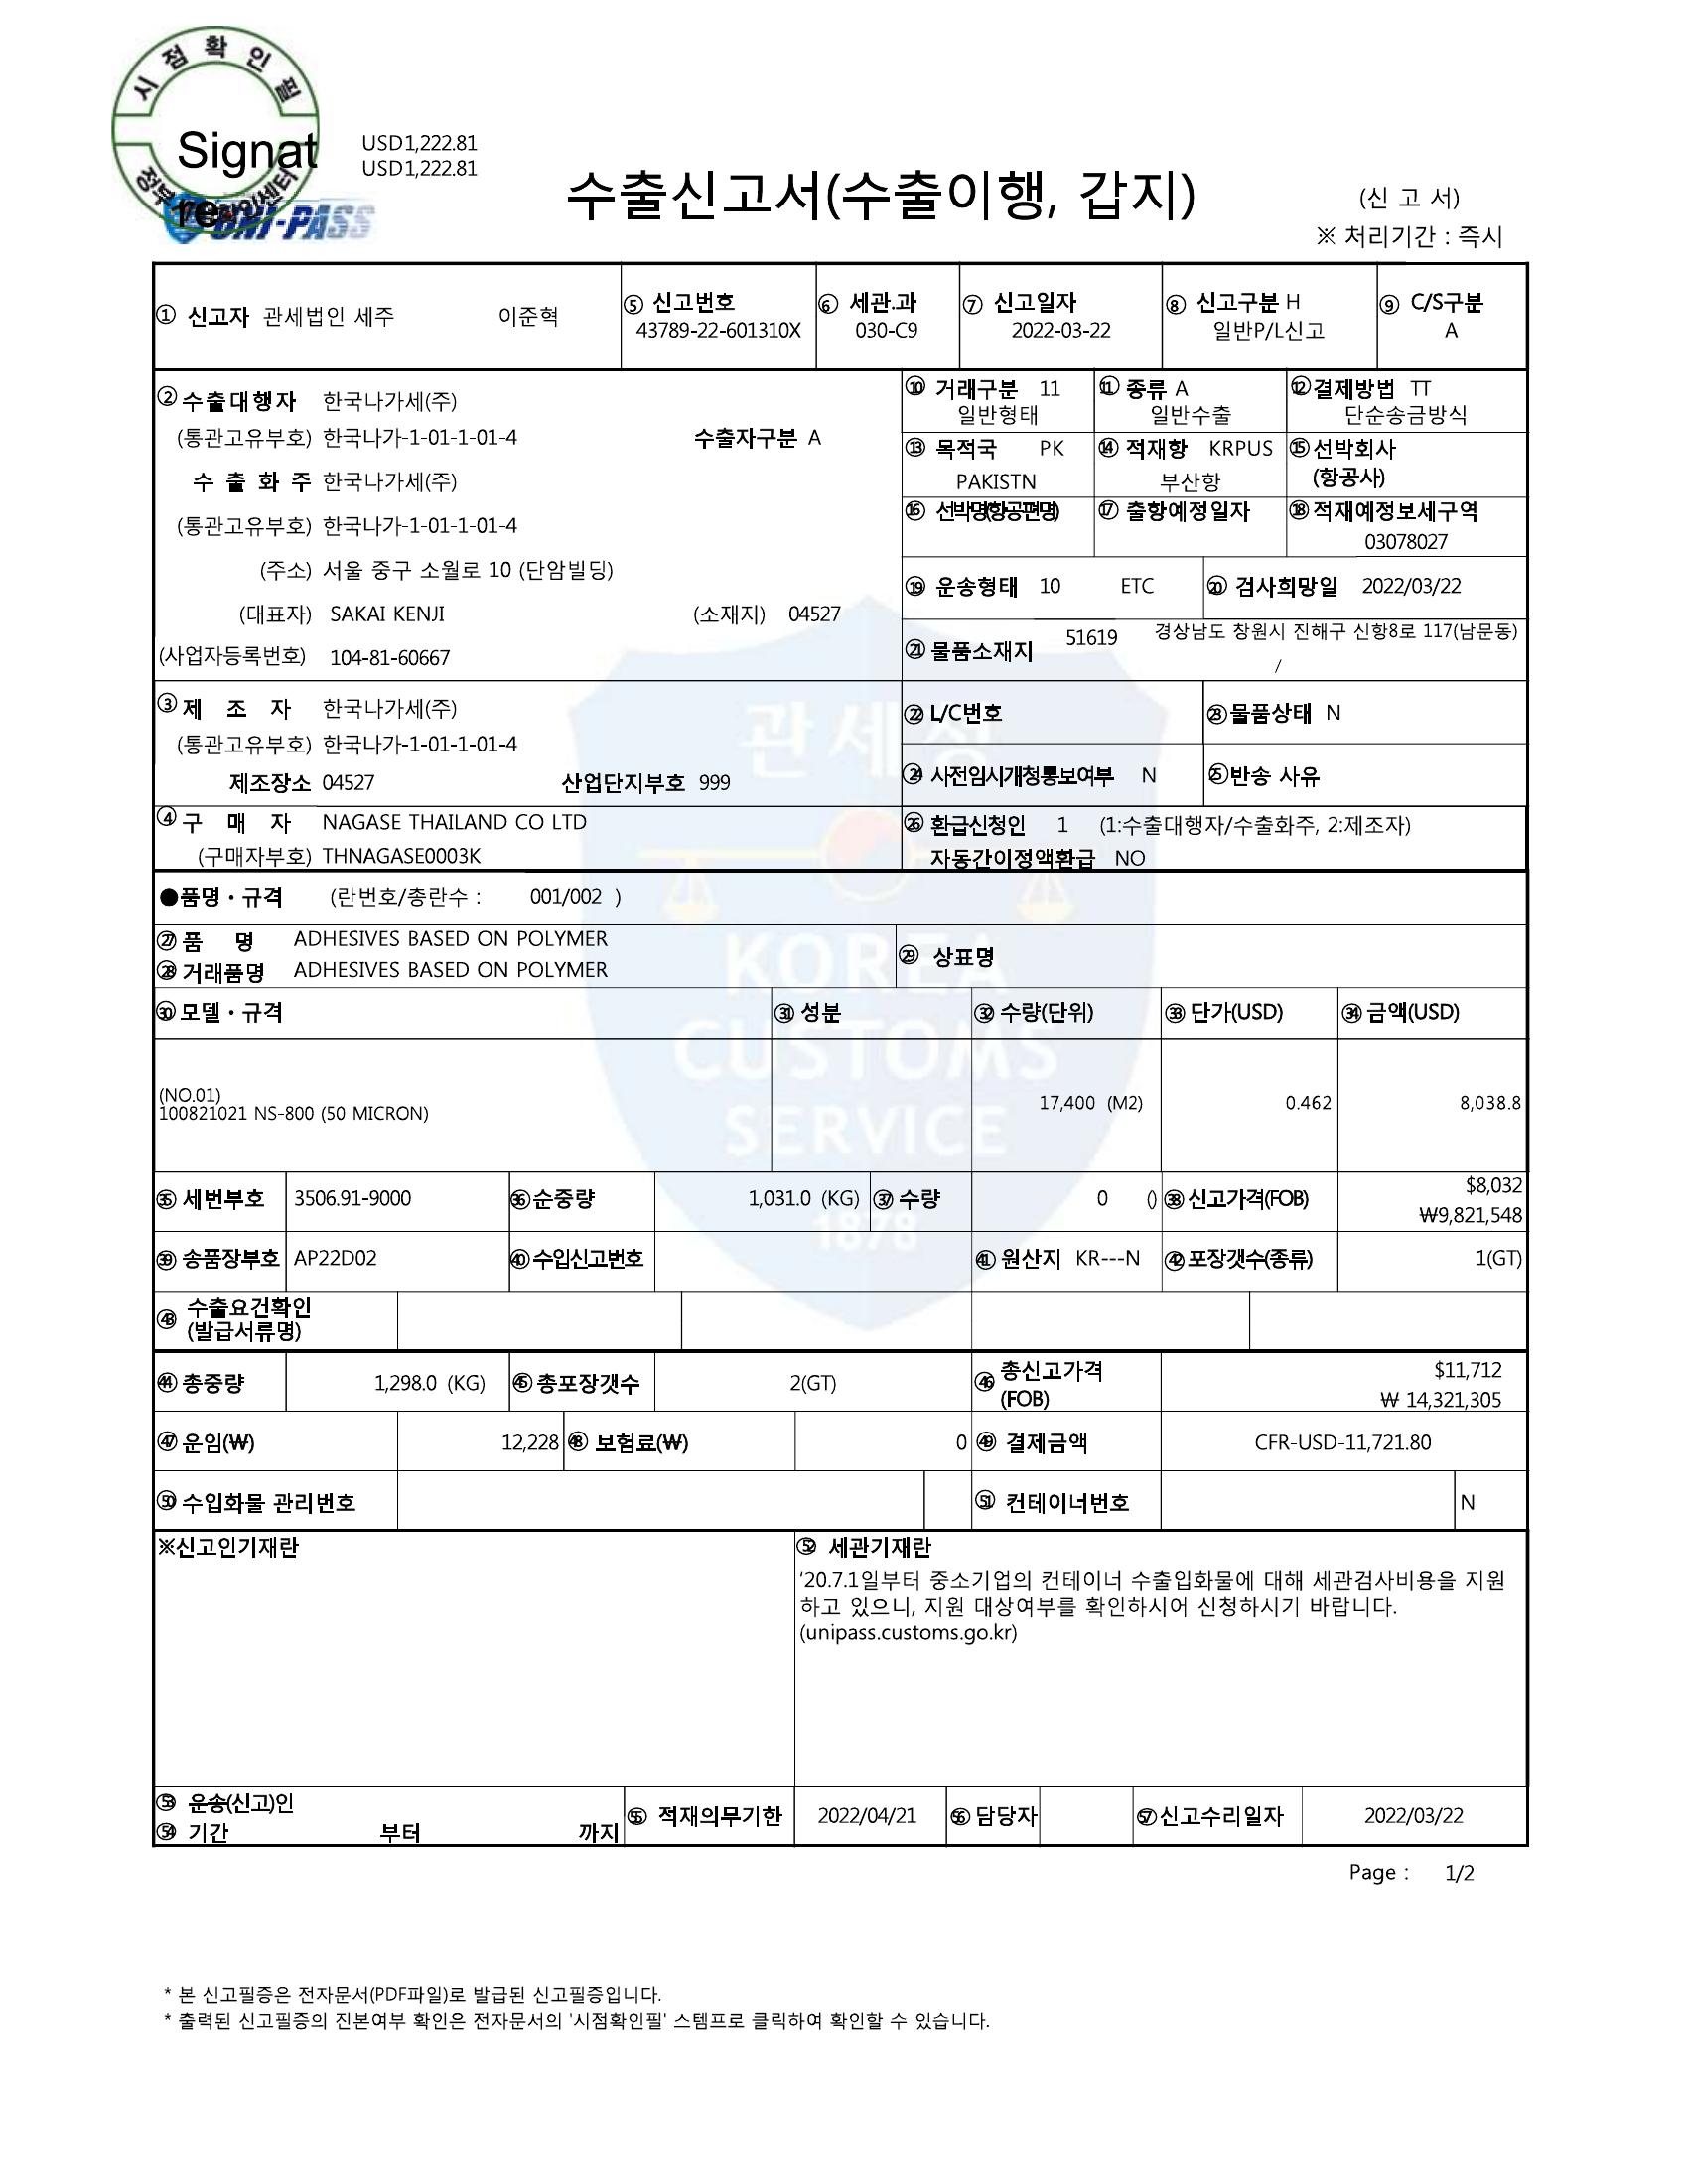 시점확인필
Signat
re
정부
센터
UNI-PASS
USD1,222.81
USD1,222.81
수출신고서(수출이행, 갑지)
(신 고 서)
※ 처리기간 : 즉시
① 신고자 관세법인 세주 이준혁
⑤ 신고번호
43789-22-601310X
⑥ 세관.과
030-C9
⑦ 신고일자
2022-03-22
⑧ 신고구분 H
일반P/L신고
⑨ C/S구분
A
② 수출대행자 한국나가세(주)
(통관고유부호) 한국나가-1-01-1-01-4 수출자구분 A
수 출 화 주 한국나가세(주)
(통관고유부호) 한국나가-1-01-1-01-4
(주소) 서울 중구 소월로 10 (단암빌딩)
(대표자) SAKAI KENJI (소재지) 04527
(사업자등록번호) 104-81-60667
⑩ 거래구분 11
일반형태
⑪ 종류 A
일반수출
⑫ 결제방법 TT
단순송금방식
⑬ 목적국 PK
PAKISTN
⑭ 적재항 KRPUS
부산항
⑮ 선박회사
(항공사)
⑯ 선박명(항공편명)
⑰ 출항예정일자
⑱ 적재예정보세구역
03078027
⑲ 운송형태 10 ETC
⑳ 검사희망일 2022/03/22
㉑ 물품소재지 51619 경상남도 창원시 진해구 신항8로 117(남문동)
/
③ 제 조 자 한국나가세(주)
(통관고유부호) 한국나가-1-01-1-01-4
제조장소 04527 산업단지부호 999
㉒ L/C번호
㉓ 물품상태 N
㉔ 사전임시개청통보여부 N
㉕ 반송 사유
④ 구 매 자 NAGASE THAILAND CO LTD
(구매자부호) THNAGASE0003K
㉖ 환급신청인 1 (1:수출대행자/수출화주, 2:제조자)
자동간이정액환급 NO
●품명・규격 (란번호/총란수 : 001/002 )
㉗ 품 명 ADHESIVES BASED ON POLYMER
㉘ 거래품명 ADHESIVES BASED ON POLYMER
㉙ 상표명
㉚ 모델・규격 ㉛ 성분 ㉜ 수량(단위) ㉝ 단가(USD) ㉞ 금액(USD)
(NO.01)
100821021 NS-800 (50 MICRON) 17,400 (M2) 0.462 8,038.8
㉟ 세번부호 3506.91-9000 ㊱ 순중량 1,031.0 (KG) ㊲ 수량 0 () ㊳ 신고가격(FOB) $8,032
₩9,821,548
㊴ 송품장부호 AP22D02 ㊵ 수입신고번호 ㊶ 원산지 KR---N ㊷ 포장갯수(종류) 1(GT)
㊸ 수출요건확인
(발급서류명)
㊹ 총중량 1,298.0 (KG) ㊺ 총포장갯수 2(GT) ㊻ 총신고가격
(FOB)
$11,712
₩ 14,321,305
㊼ 운임(₩) 12,228 ㊽ 보험료(₩) 0 ㊾ 결제금액 CFR-USD-11,721.80
㊿ 수입화물 관리번호 51 컨테이너번호 N
※신고인기재란
52 세관기재란
'20.7.1일부터 중소기업의 컨테이너 수출입화물에 대해 세관검사비용을 지원
하고 있으니, 지원 대상여부를 확인하시어 신청하시기 바랍니다.
(unipass.customs.go.kr)
53 운송(신고)인
54 기간 부터 까지
55 적재의무기한 2022/04/21 56 담당자 57 신고수리일자 2022/03/22
관세청
KOREA
CUSTOMS
SERVICE
1878
Page : 1/2
* 본 신고필증은 전자문서(PDF파일)로 발급된 신고필증입니다.
* 출력된 신고필증의 진본여부 확인은 전자문서의 '시점확인필' 스템프로 클릭하여 확인할 수 있습니다.